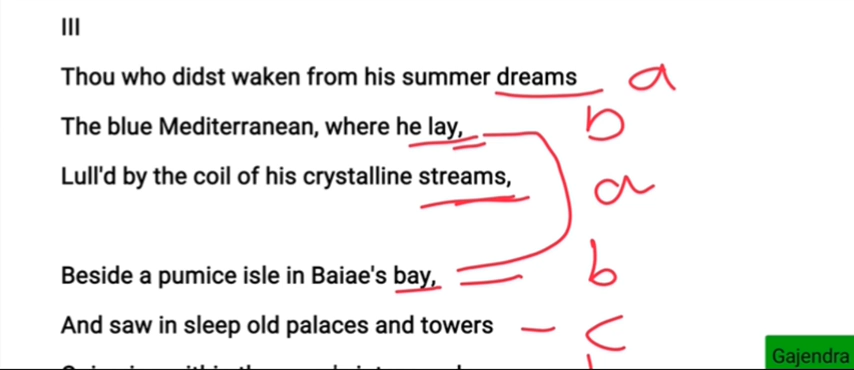 III
Thou who didst waken from his summer dreams a
The blue Mediterranean, where he lay, b
Lull'd by the coil of his crystalline streams, a
Beside a pumice isle in Baiae's bay, b
And saw in sleep old palaces and towers c
Gajendra